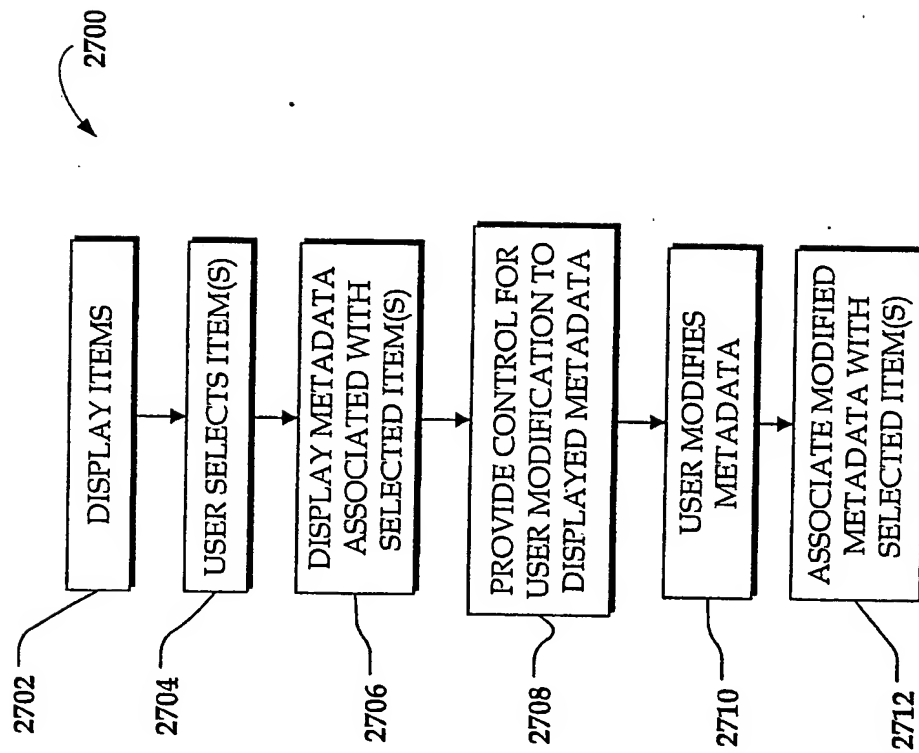 2700
2702
DISPLAY ITEMS
2704
USER SELECTS ITEM(S)
2706
DISPLAY METADATA
ASSOCIATED WITH
SELECTED ITEM(S)
2708
PROVIDE CONTROL FOR
USER MODIFICATION TO
DISPLAYED METADATA
2710
USER MODIFIES
METADATA
2712
ASSOCIATE MODIFIED
METADATA WITH
SELECTED ITEM(S)